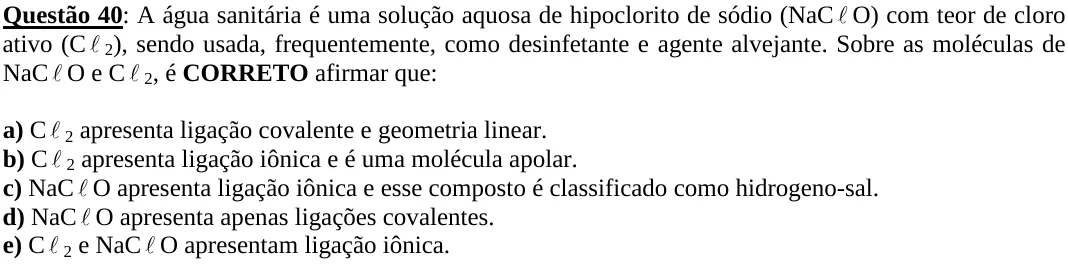 Questão 40: A água sanitária é uma solução aquosa de hipoclorito de sódio (NaCℓO) com teor de cloro
ativo (Cℓ₂), sendo usada, frequentemente, como desinfetante e agente alvejante. Sobre as moléculas de
NaCℓO e Cℓ₂, é CORRETO afirmar que:
a) Cℓ₂ apresenta ligação covalente e geometria linear.
b) Cℓ₂ apresenta ligação iônica e é uma molécula apolar.
c) NaCℓO apresenta ligação iônica e esse composto é classificado como hidrogeno-sal.
d) NaCℓO apresenta apenas ligações covalentes.
e) Cℓ₂ e NaCℓO apresentam ligação iônica.